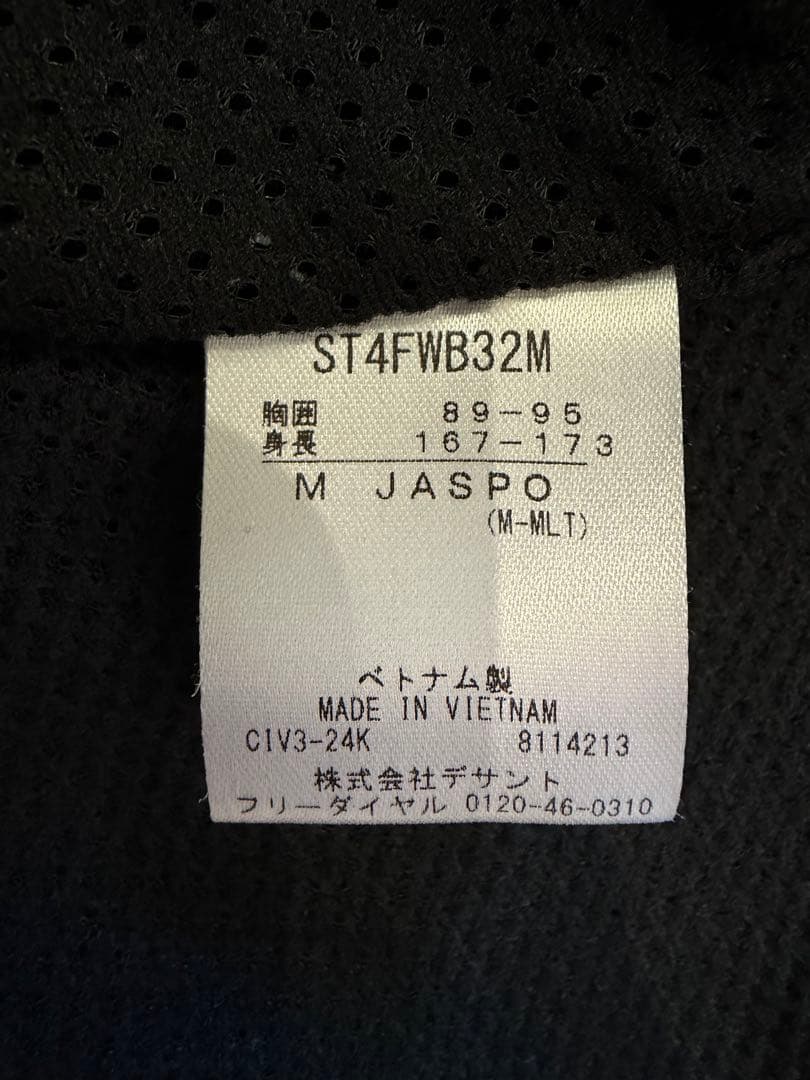 ST4FWB32M
胸囲 89-95
身長 167-173
M JASPO
(M-MLT)
ベトナム製
MADE IN VIETNAM
CIV3-24K 8114213
株式会社デサント
フリーダイヤル 0120-46-0310